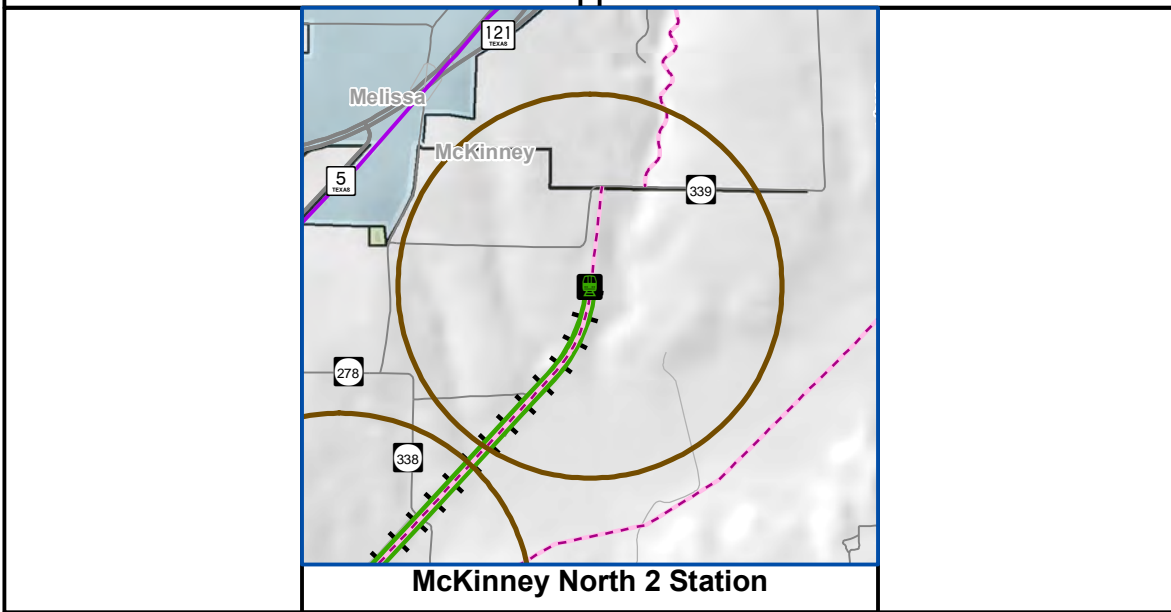 121
TEXAS
Melissa
McKinney
5
TEXAS
339
278
338
McKinney North 2 Station